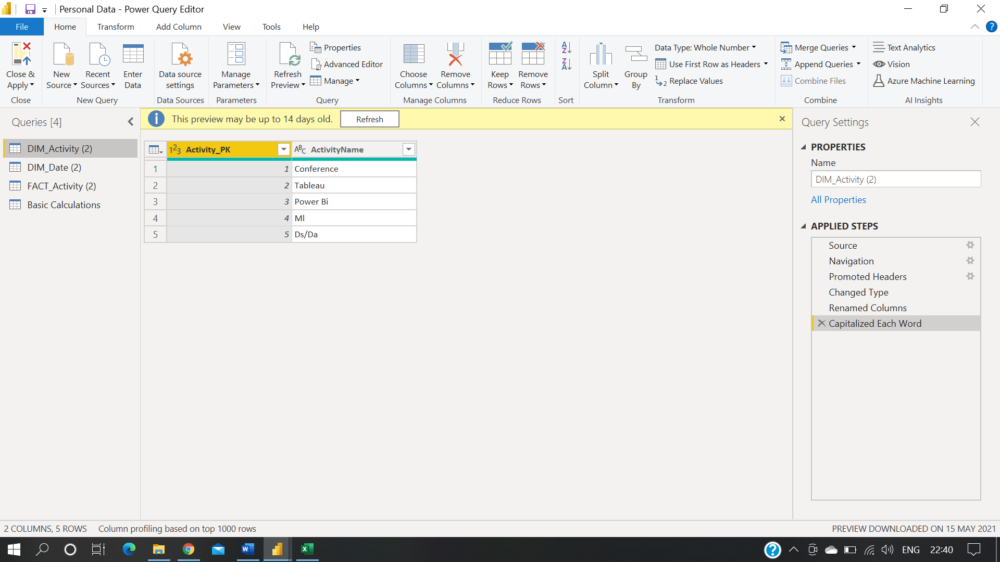 Personal Data - Power Query Editor
File Home Transform Add Column View Tools Help
Close & Apply
New Source
Recent Sources
Enter Data
Data source settings
Manage Parameters
Refresh Preview
Properties
Advanced Editor
Manage
Choose Columns
Remove Columns
Keep Rows
Remove Rows
Split Column
Group By
Data Type: Whole Number
Use First Row as Headers
1 2 Replace Values
Merge Queries
Append Queries
Combine Files
Text Analytics
Vision
Azure Machine Learning
Close New Query Data Sources Parameters Query Manage Columns Reduce Rows Sort Transform Combine AI Insights
Queries [4]
DIM_Activity (2)
DIM_Date (2)
FACT_Activity (2)
Basic Calculations
This preview may be up to 14 days old. Refresh
123 Activity_PK ABC ActivityName
1 1 Conference
2 2 Tableau
3 3 Power Bi
4 4 Ml
5 5 Ds/Da
Query Settings
PROPERTIES
Name
DIM_Activity (2)
All Properties
APPLIED STEPS
Source
Navigation
Promoted Headers
Changed Type
Renamed Columns
Capitalized Each Word
2 COLUMNS, 5 ROWS Column profiling based on top 1000 rows PREVIEW DOWNLOADED ON 15 MAY 2021
ENG 22:40